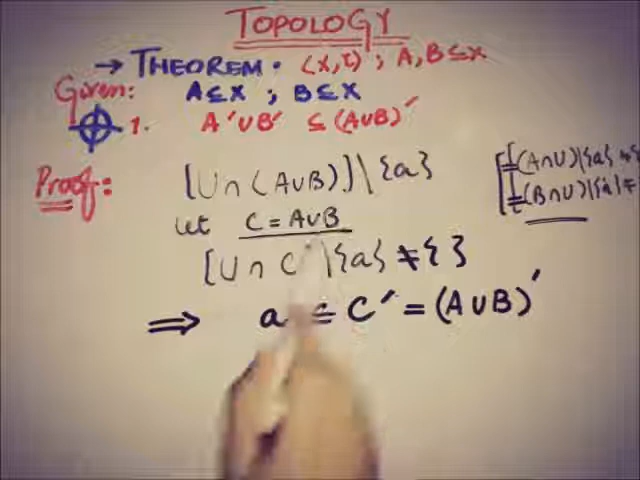 TOPOLOGY
→ THEOREM. (X,τ) ; A,B⊆X
Given: A⊆X ; B⊆X
1. A'∪B' ⊆ (A∪B)'
Proof: [U∩(A∪B)]\{a}
[(A∩U)\{a} ≠{
(B∩U)\{a}≠
let C = A∪B
[U∩C \{a} ≠ { }
⇒ a ∈ C' = (A∪B)'